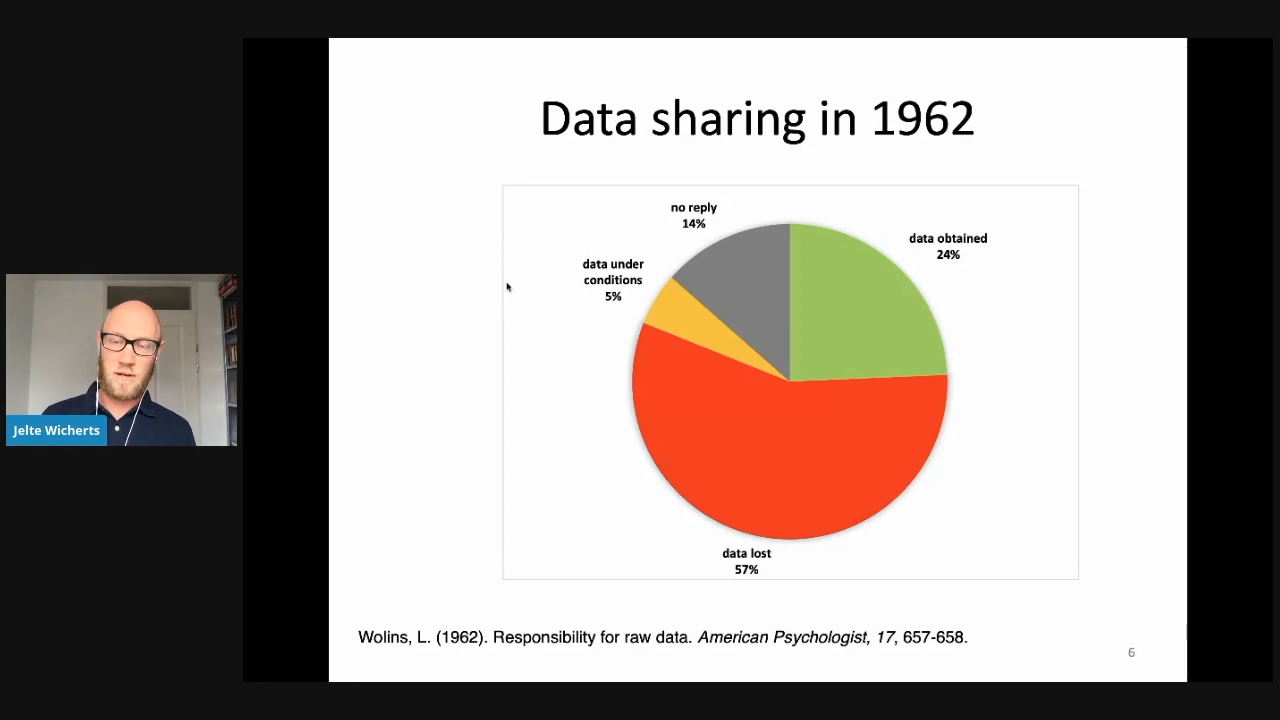 Data sharing in 1962
no reply
14%
data obtained
24%
data under
conditions
5%
data lost
57%
Jelte Wicherts
Wolins, L. (1962). Responsibility for raw data. American Psychologist, 17, 657-658.
6